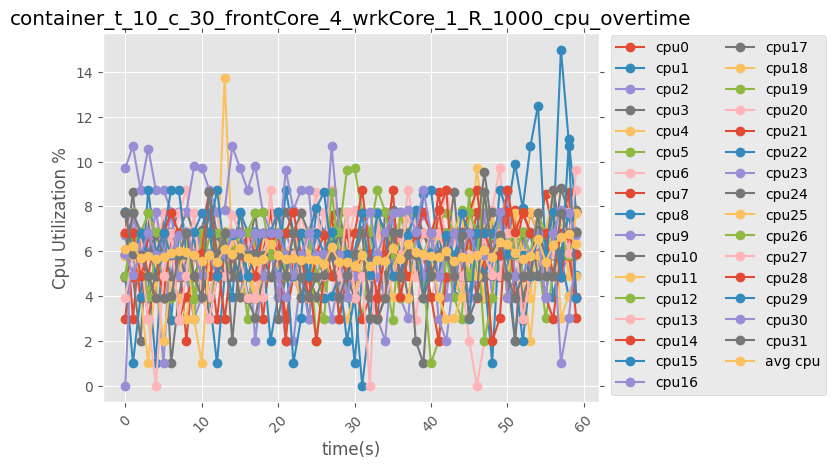 container_t_10_c_30_frontCore_4_wrkCore_1_R_1000_cpu_overtime
Cpu Utilization %
14
12
10
8
6
4
2
0
0
10
20
30
40
50
60
time(s)
cpu0
cpu1
cpu2
cpu3
cpu4
cpu5
cpu6
cpu7
cpu8
cpu9
cpu10
cpu11
cpu12
cpu13
cpu14
cpu15
cpu16
cpu17
cpu18
cpu19
cpu20
cpu21
cpu22
cpu23
cpu24
cpu25
cpu26
cpu27
cpu28
cpu29
cpu30
cpu31
avg cpu